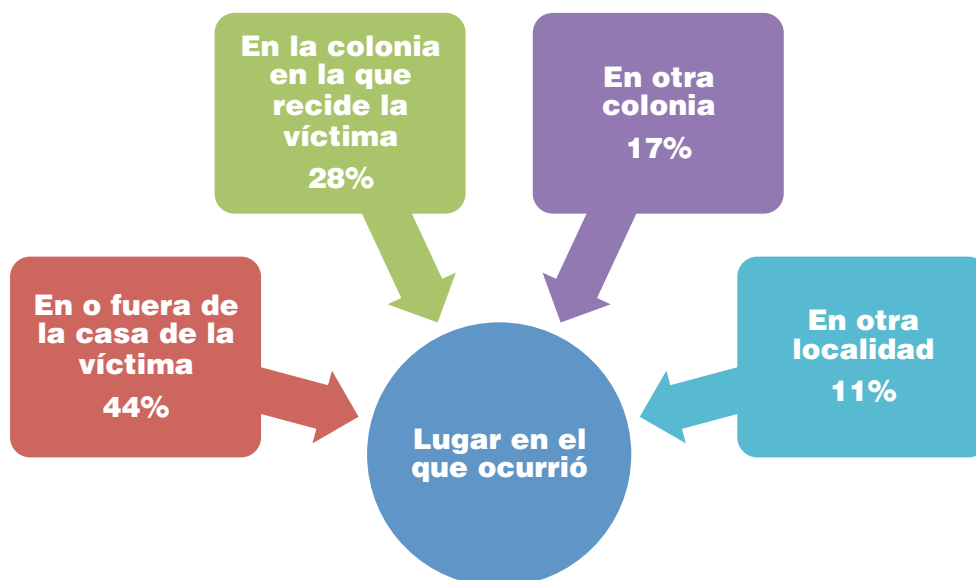 En la colonia
en la que
recide la
víctima
28%
En otra
colonia
17%
En o fuera de
la casa de la
víctima
44%
En otra
localidad
11%
Lugar en el
que ocurrió